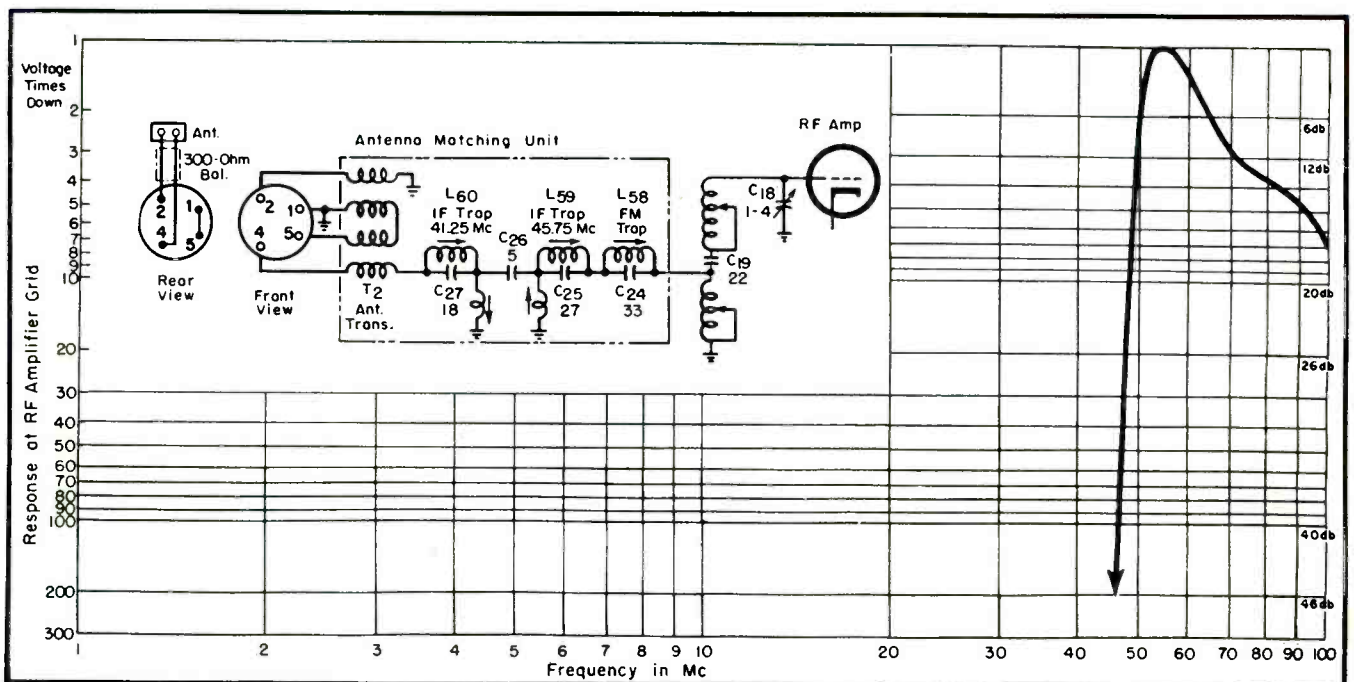 Voltage
Times
Down
1
2
3
4
5
6
7
8
9
10
20
30
40
50
60
70
80
90
100
200
300
Response at RF Amplifier Grid
Ant.
300-Ohm
Bal.
2 1
4 5
Rear
View
2 1
4 5
Front
View
Antenna Matching Unit
L60
IF Trap
41.25 Mc
L59
IF Trap
45.75 Mc
L58
FM
Trap
C26
5
T2
Ant.
Trans.
C27
18
C25
27
C24
33
RF Amp
C18
1-4
C19
22
6db
12db
20db
26db
40db
46db
1 2 3 4 5 6 7 8 9 10 20 30 40 50 60 70 80 90 100
Frequency in Mc